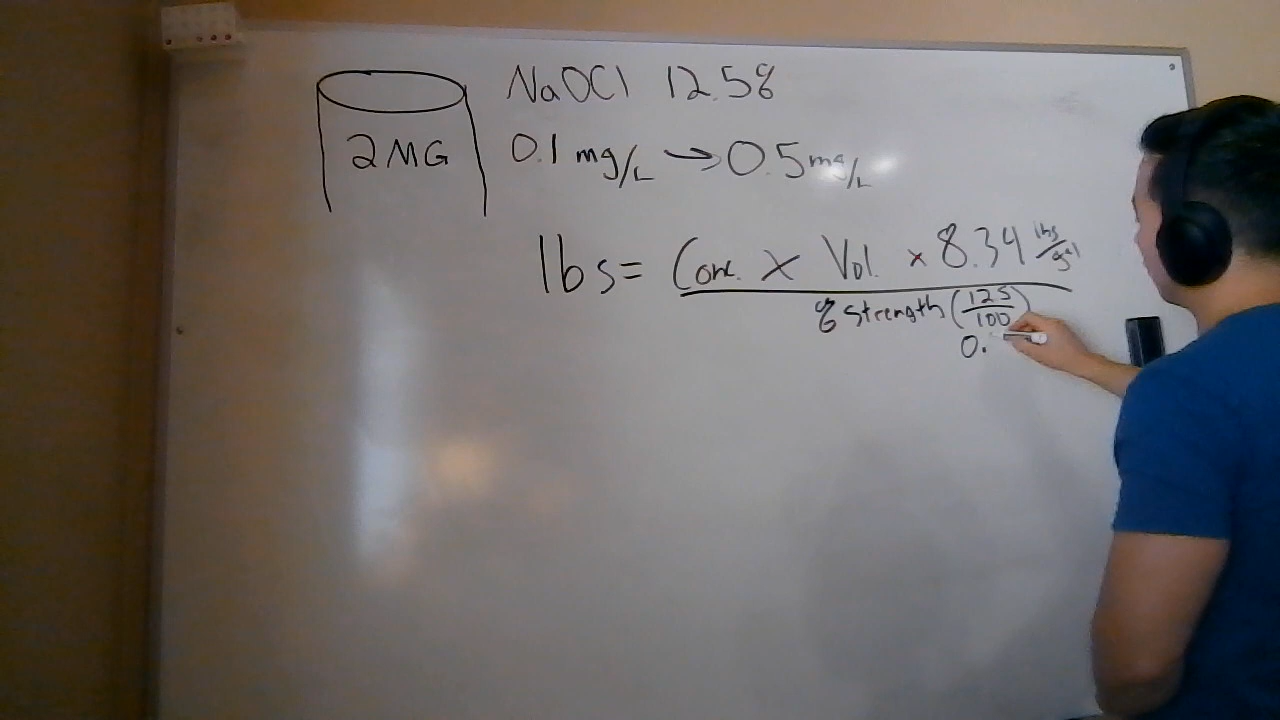 NaOCl 12.5%
2MG 0.1 mg/L → 0.5 mg/L
lbs = Conc. X Vol. x 8.34 lbs/gal
% Strength (12.5/100)
0.